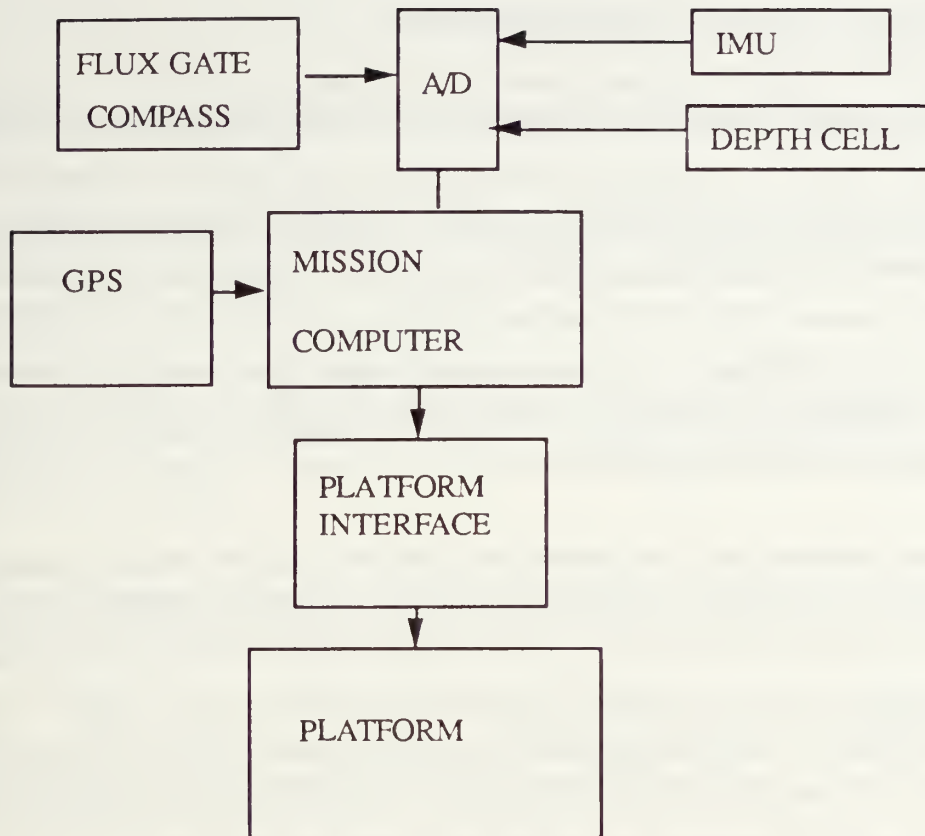 FLUX GATE
COMPASS
A/D
IMU
DEPTH CELL
GPS
MISSION
COMPUTER
PLATFORM
INTERFACE
PLATFORM